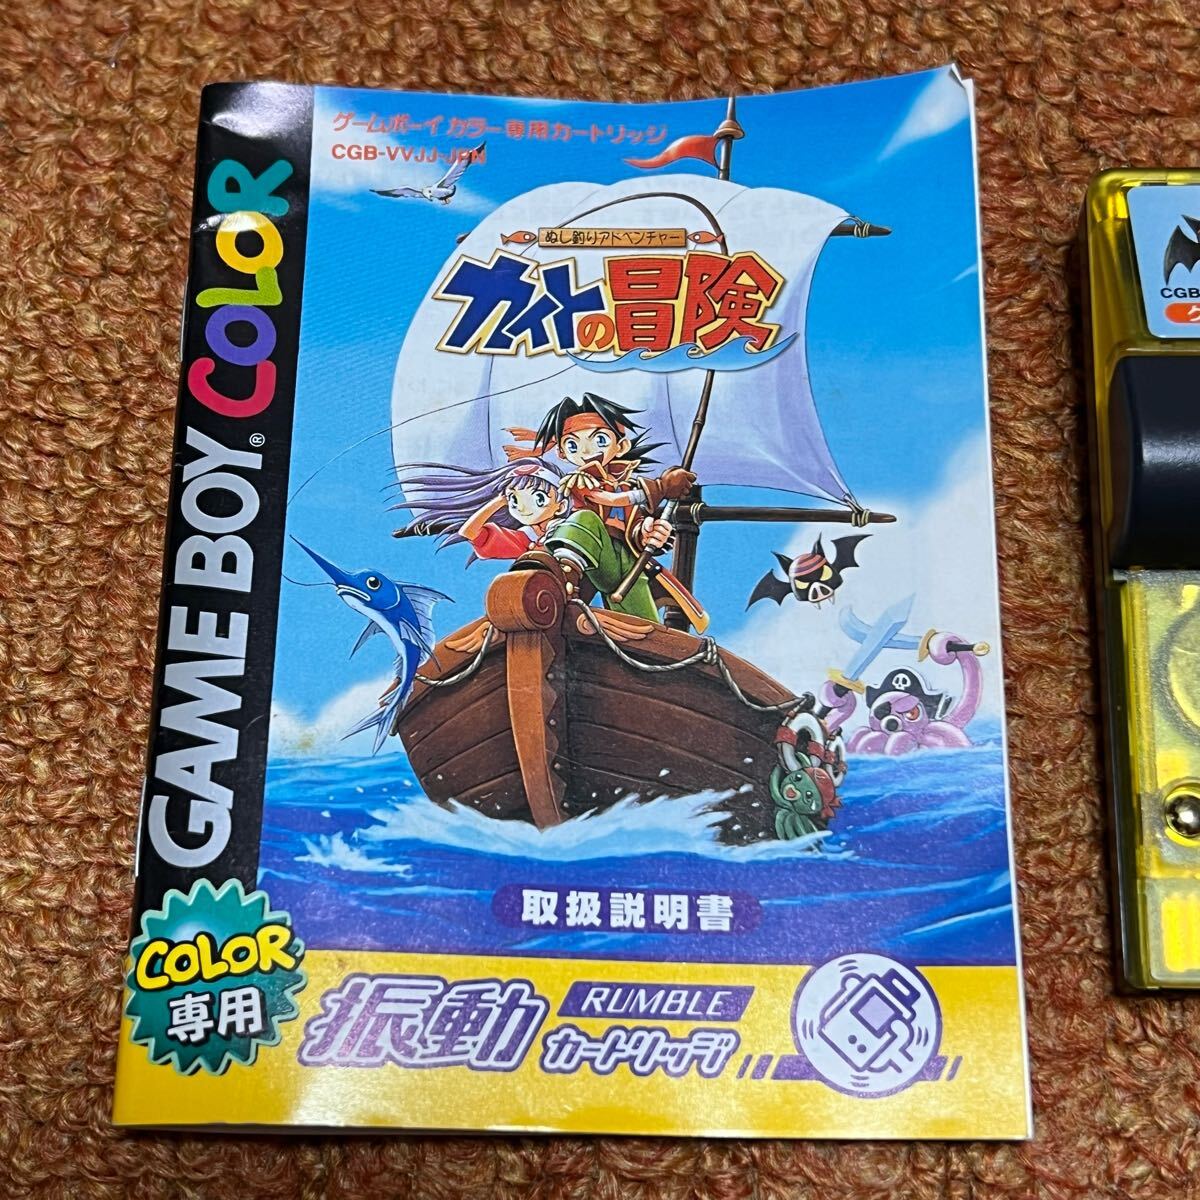 ゲームボーイカラー専用カートリッジ
CGB-VVJJ-JPN
ぬし釣りアドベンチャー
カイトの冒険
GAME BOY® COLOR
取扱説明書
COLOR
専用
振動
RUMBLE
カートリッジ
CGB